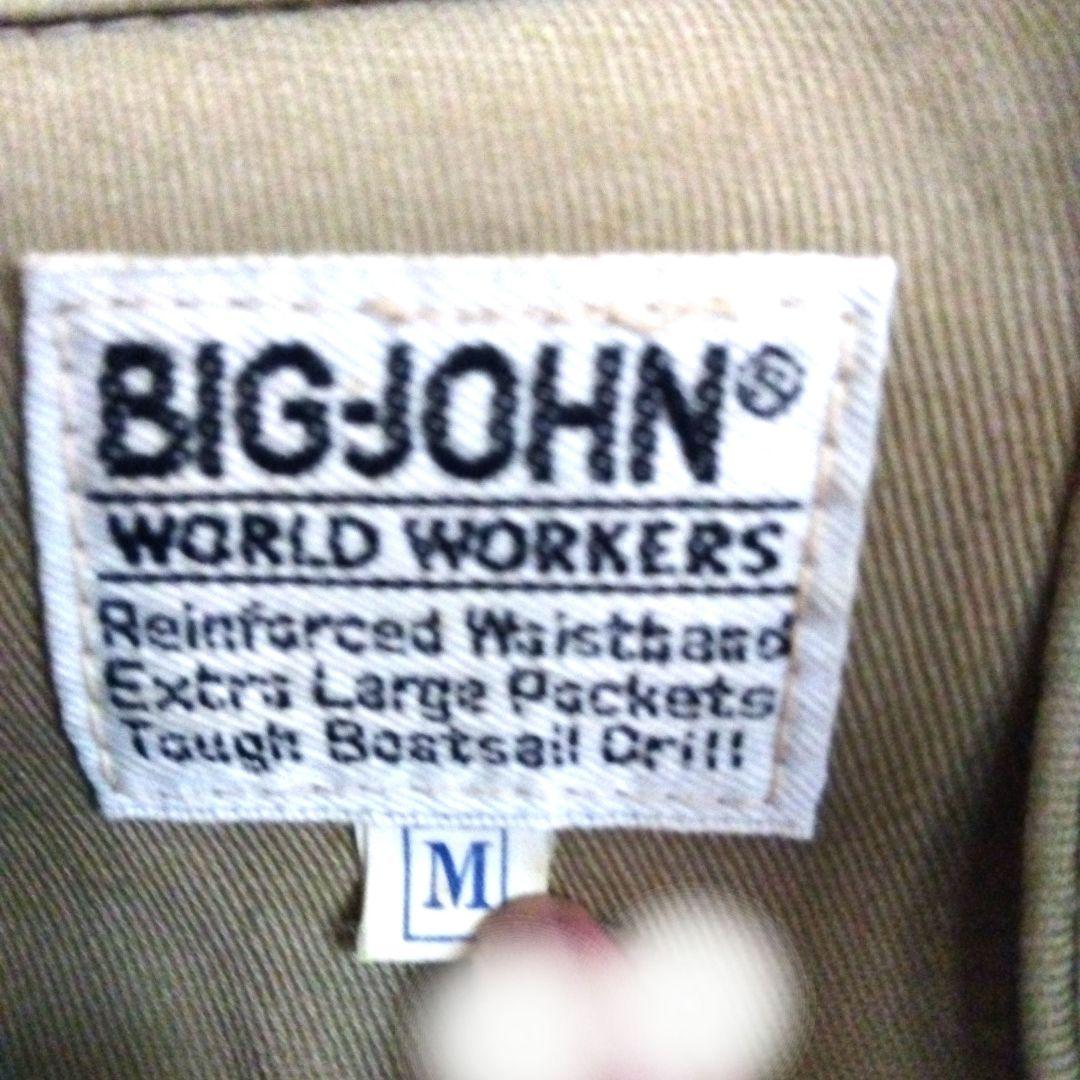 BIG-JOHN®
WORLD WORKERS
Reinforced Waistband
Extra Large Pockets
Tough Boatsail Drill
M